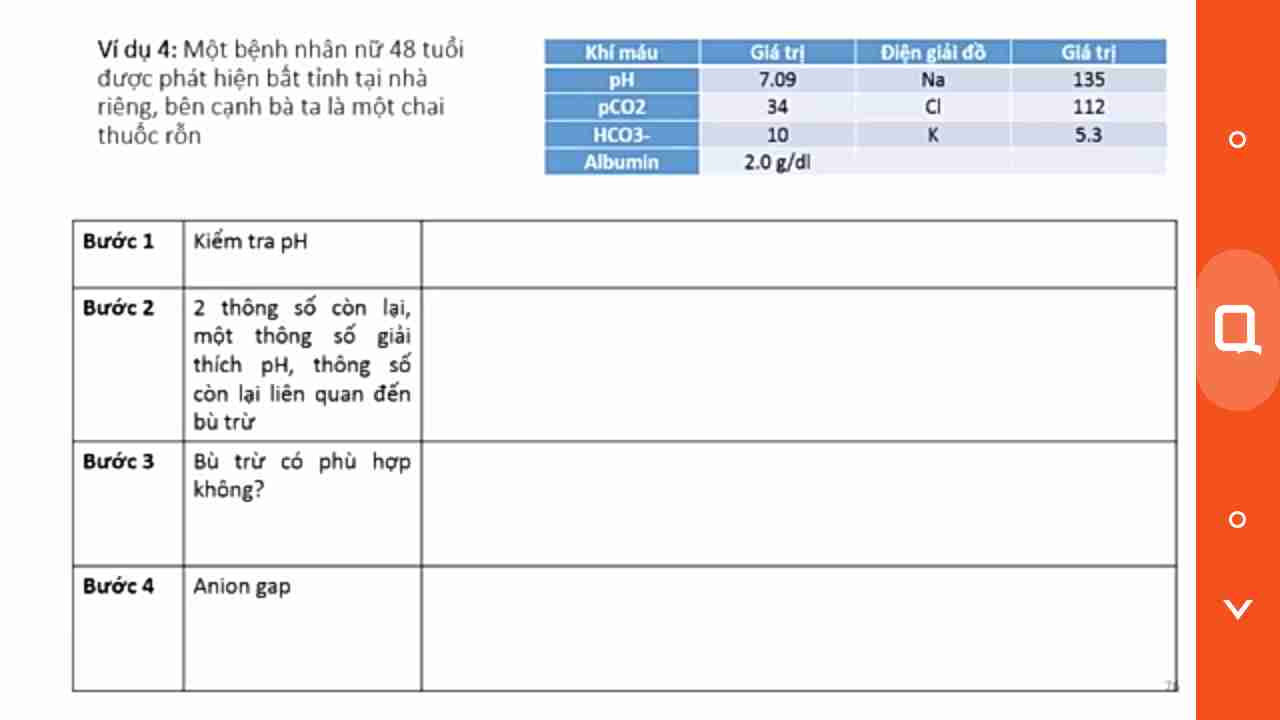 Ví dụ 4: Một bệnh nhân nữ 48 tuổi
được phát hiện bất tỉnh tại nhà
riêng, bên cạnh bà ta là một chai
thuốc rỗn
Khí máu Giá trị Điện giải đồ Giá trị
pH 7.09 Na 135
pCO2 34 Cl 112
HCO3- 10 K 5.3
Albumin 2.0 g/dl
Bước 1 Kiểm tra pH
Bước 2 2 thông số còn lại,
một thông số giải
thích pH, thông số
còn lại liên quan đến
bù trừ
Bước 3 Bù trừ có phù hợp
không?
Bước 4 Anion gap